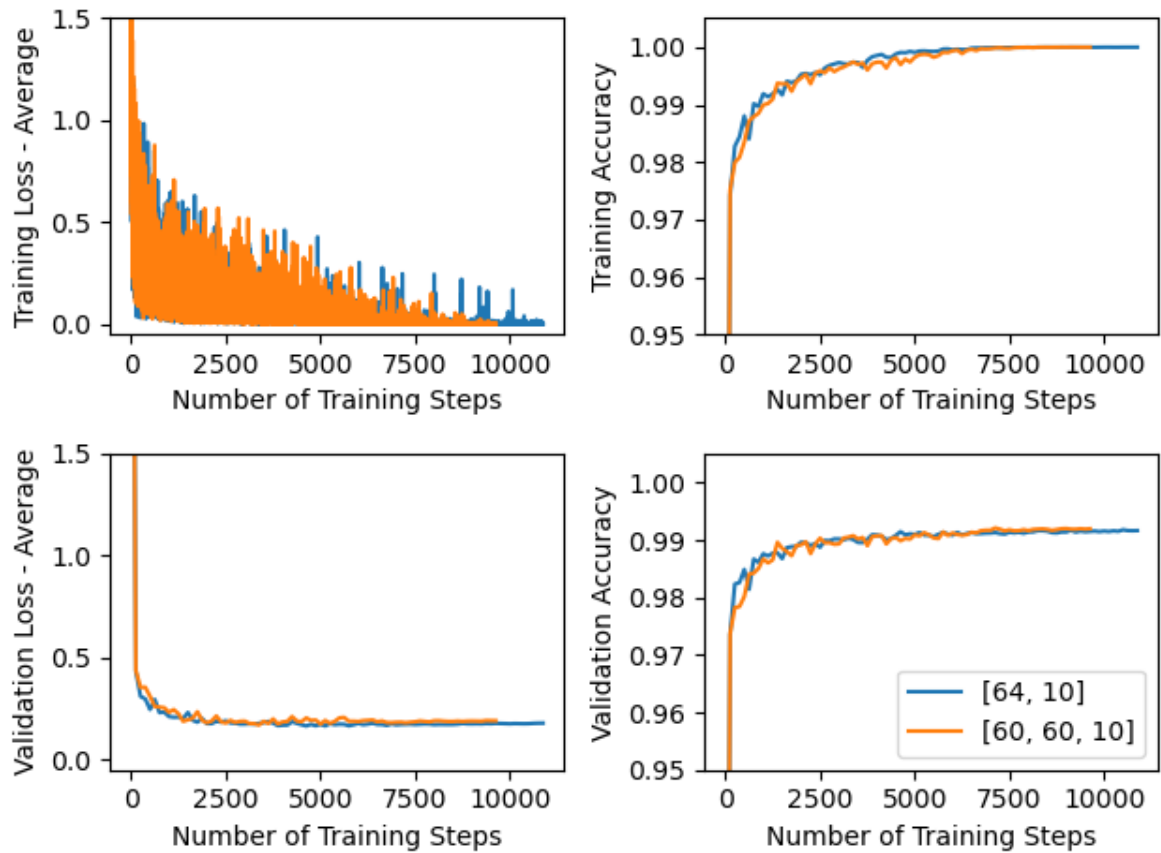 Training Loss - Average
1.5
1.0
0.5
0.0
0 2500 5000 7500 10000
Number of Training Steps
Training Accuracy
1.00
0.99
0.98
0.97
0.96
0.95
0 2500 5000 7500 10000
Number of Training Steps
Validation Loss - Average
1.5
1.0
0.5
0.0
0 2500 5000 7500 10000
Number of Training Steps
Validation Accuracy
1.00
0.99
0.98
0.97
0.96
0.95
[64, 10]
[60, 60, 10]
0 2500 5000 7500 10000
Number of Training Steps